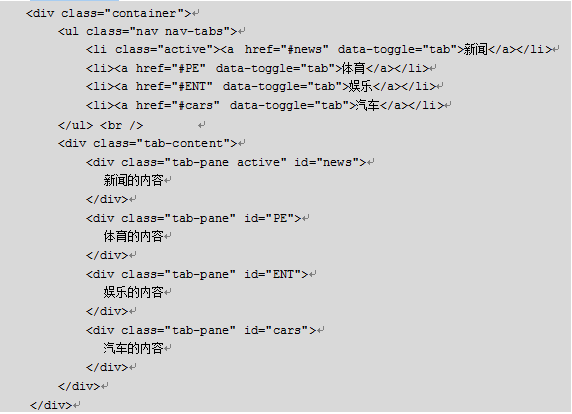 <div class="container">
<ul class="nav nav-tabs">
<li class="active"><a href="#news" data-toggle="tab">新闻</a></li>
<li><a href="#PE" data-toggle="tab">体育</a></li>
<li><a href="#ENT" data-toggle="tab">娱乐</a></li>
<li><a href="#cars" data-toggle="tab">汽车</a></li>
</ul> <br />
<div class="tab-content">
<div class="tab-pane active" id="news">
新闻的内容
</div>
<div class="tab-pane" id="PE">
体育的内容
</div>
<div class="tab-pane" id="ENT">
娱乐的内容
</div>
<div class="tab-pane" id="cars">
汽车的内容
</div>
</div>
</div>